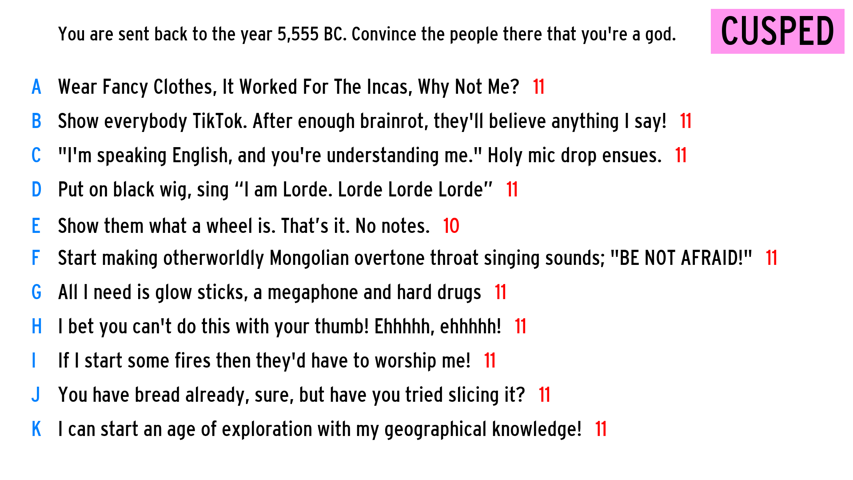 You are sent back to the year 5,555 BC. Convince the people there that you're a god.
CUSPED
A Wear Fancy Clothes, It Worked For The Incas, Why Not Me? 11
B Show everybody TikTok. After enough brainrot, they'll believe anything I say! 11
C "I'm speaking English, and you're understanding me." Holy mic drop ensues. 11
D Put on black wig, sing “I am Lorde. Lorde Lorde Lorde” 11
E Show them what a wheel is. That’s it. No notes. 10
F Start making otherworldly Mongolian overtone throat singing sounds; "BE NOT AFRAID!" 11
G All I need is glow sticks, a megaphone and hard drugs 11
H I bet you can't do this with your thumb! Ehhhhh, ehhhhh! 11
I If I start some fires then they'd have to worship me! 11
J You have bread already, sure, but have you tried slicing it? 11
K I can start an age of exploration with my geographical knowledge! 11